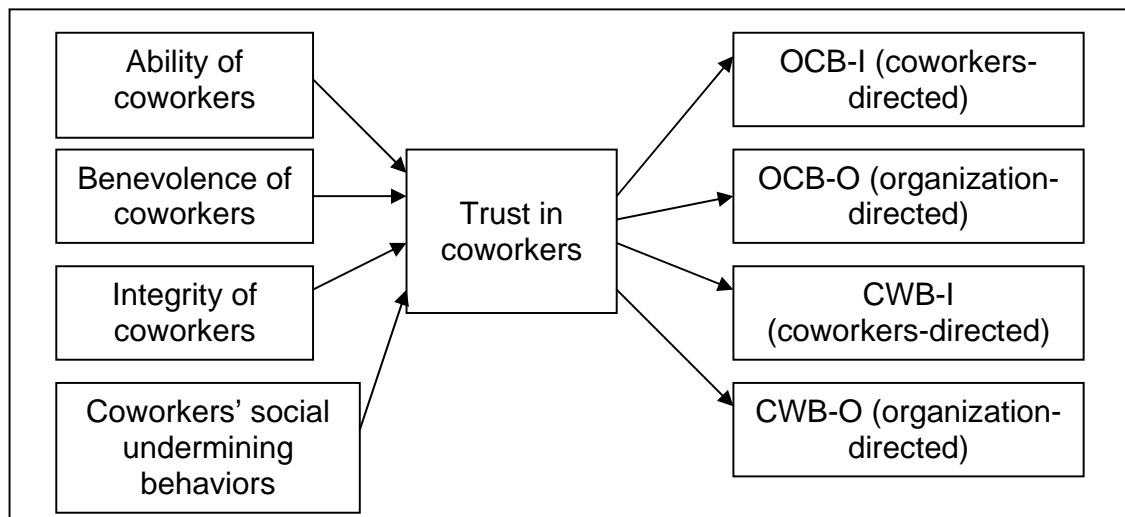 Ability of
coworkers
Benevolence of
coworkers
Integrity of
coworkers
Coworkers’ social
undermining
behaviors
Trust in
coworkers
OCB-I (coworkers-
directed)
OCB-O (organization-
directed)
CWB-I
(coworkers-directed)
CWB-O (organization-
directed)